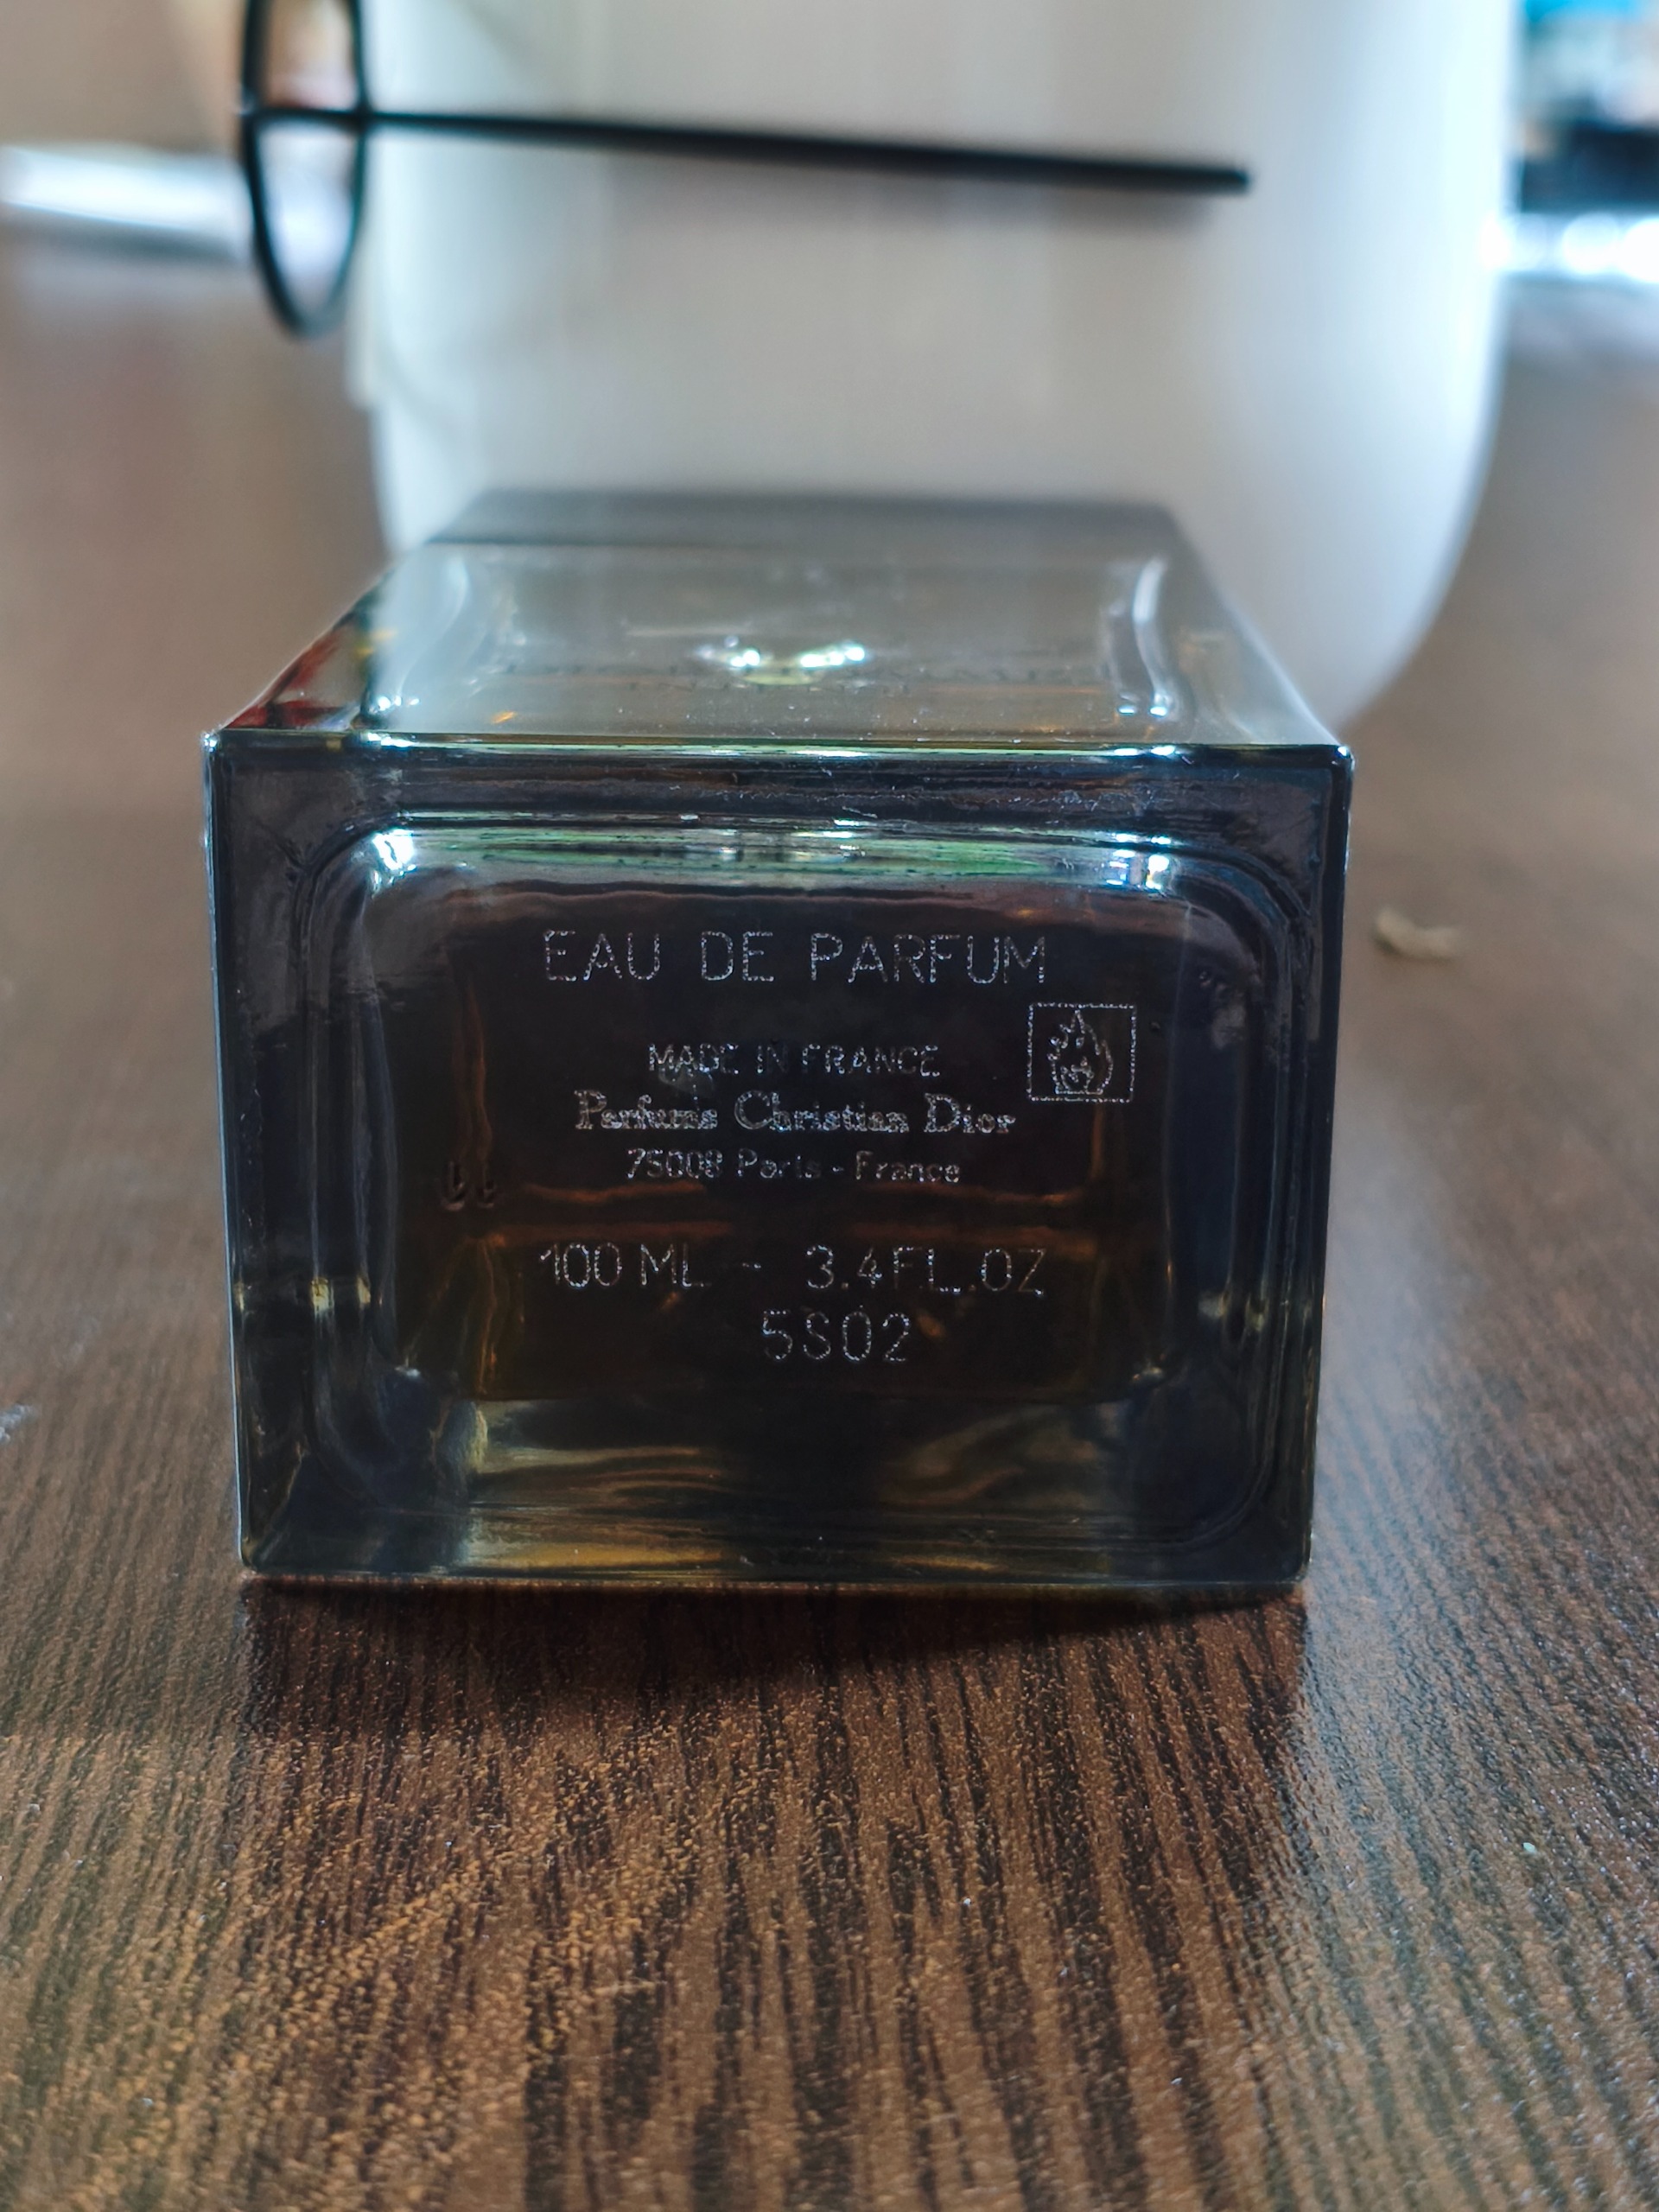 EAU DE PARFUM
MADE IN FRANCE
Parfums Christian Dior
75008 Paris - France
100 ML - 3.4FL.OZ
5S02